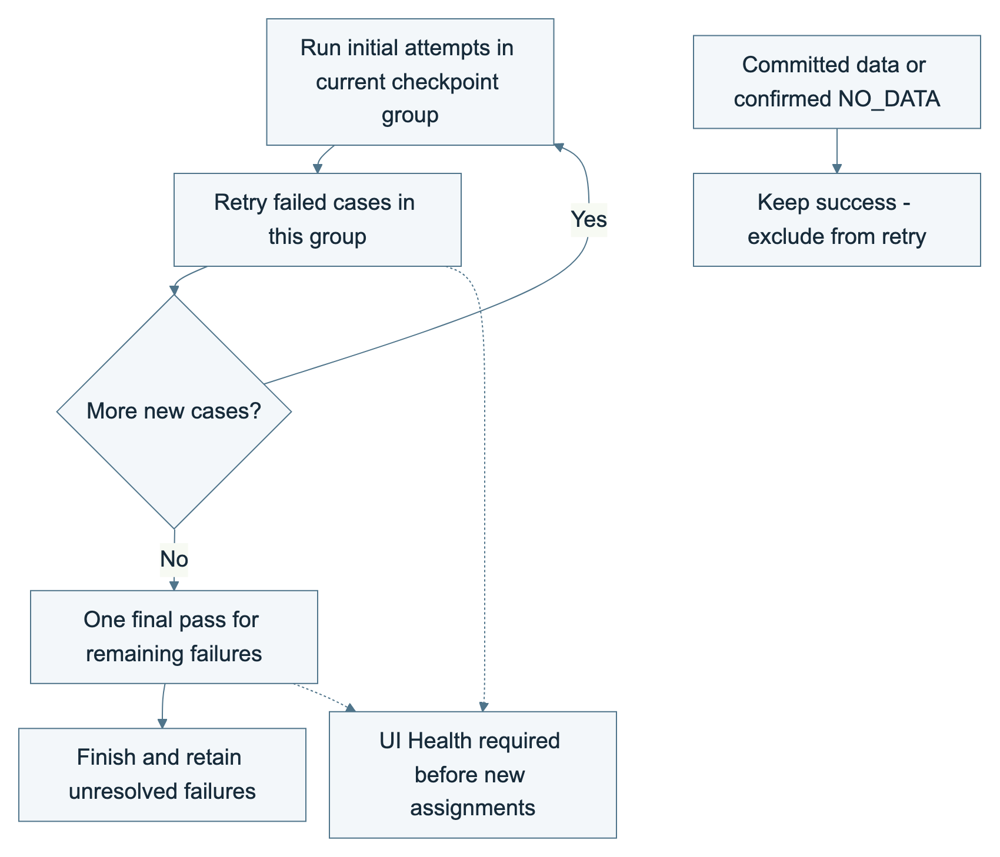 Run initial attempts in
current checkpoint
group
Committed data or
confirmed NO_DATA
Retry failed cases in
this group
Yes
Keep success -
exclude from retry
More new cases?
No
One final pass for
remaining failures
Finish and retain
unresolved failures
UI Health required
before new
assignments